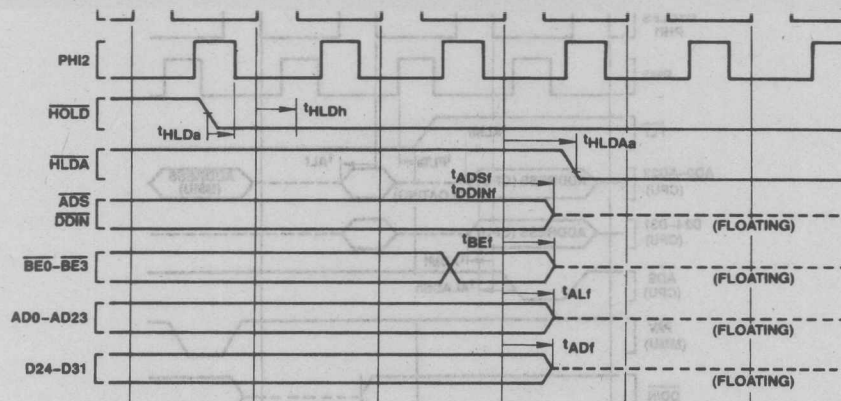 PHI2
HOLD
tHLDa
tHLDh
tHLDAa
HLDA
tADSf
tDDINf
ADS
DDIN
(FLOATING)
tBEf
BE0-BE3
(FLOATING)
tALf
AD0-AD23
(FLOATING)
tADf
D24-D31
(FLOATING)